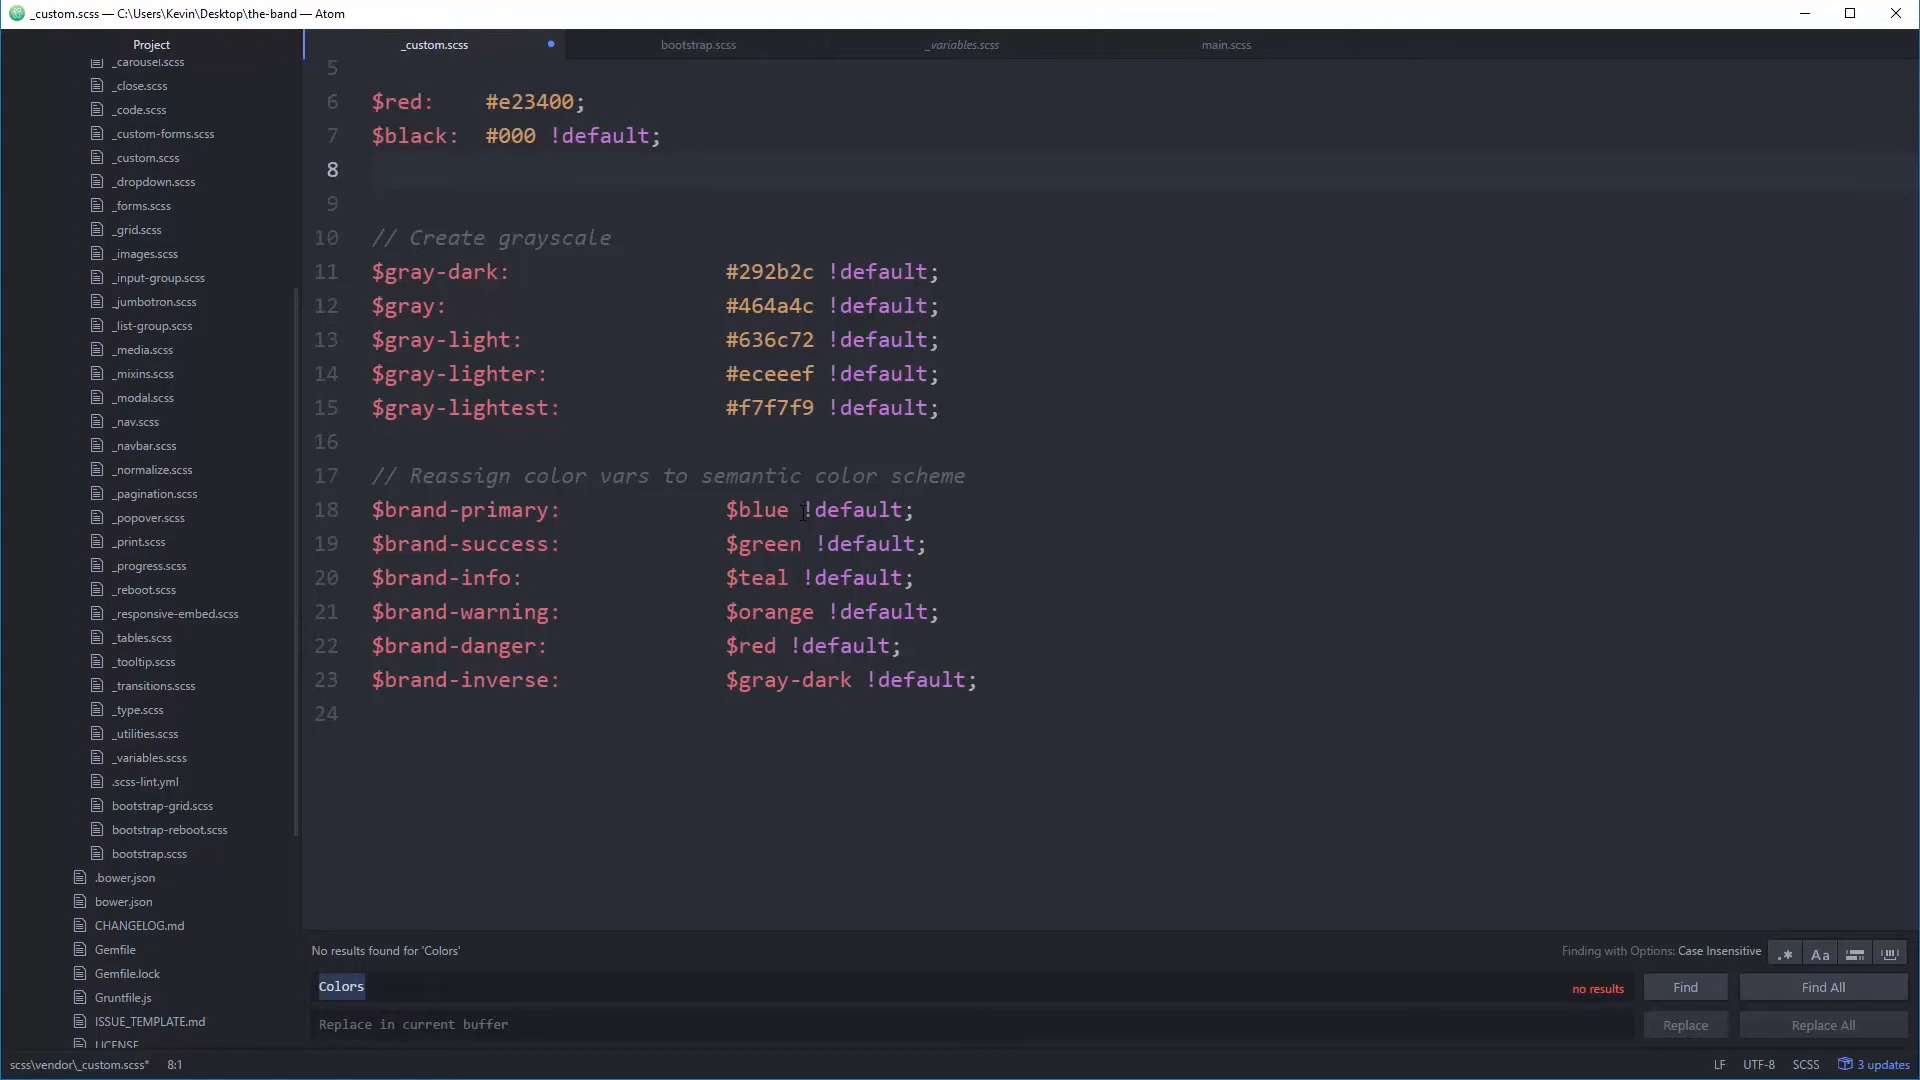 _custom.scss — C:\Users\Kevin\Desktop\the-band — Atom
Project
_carousel.scss
_close.scss
_code.scss
_custom-forms.scss
_custom.scss
_dropdown.scss
_forms.scss
_grid.scss
_images.scss
_input-group.scss
_jumbotron.scss
_list-group.scss
_media.scss
_mixins.scss
_modal.scss
_nav.scss
_navbar.scss
_normalize.scss
_pagination.scss
_popover.scss
_print.scss
_progress.scss
_reboot.scss
_responsive-embed.scss
_tables.scss
_tooltip.scss
_transitions.scss
_type.scss
_utilities.scss
_variables.scss
.scss-lint.yml
bootstrap-grid.scss
bootstrap-reboot.scss
bootstrap.scss
.bower.json
bower.json
CHANGELOG.md
Gemfile
Gemfile.lock
Gruntfile.js
ISSUE_TEMPLATE.md
LICENSE
_custom.scss bootstrap.scss _variables.scss main.scss
5
6 $red: #e23400;
7 $black: #000 !default;
8
9
10 // Create grayscale
11 $gray-dark: #292b2c !default;
12 $gray: #464a4c !default;
13 $gray-light: #636c72 !default;
14 $gray-lighter: #eceeef !default;
15 $gray-lightest: #f7f7f9 !default;
16
17 // Reassign color vars to semantic color scheme
18 $brand-primary: $blue !default;
19 $brand-success: $green !default;
20 $brand-info: $teal !default;
21 $brand-warning: $orange !default;
22 $brand-danger: $red !default;
23 $brand-inverse: $gray-dark !default;
24
No results found for 'Colors' Finding with Options: Case Insensitive .* Aa
Colors no results Find Find All
Replace in current buffer Replace Replace All
scss\vendor\_custom.scss* 8:1 LF UTF-8 SCSS 3 updates